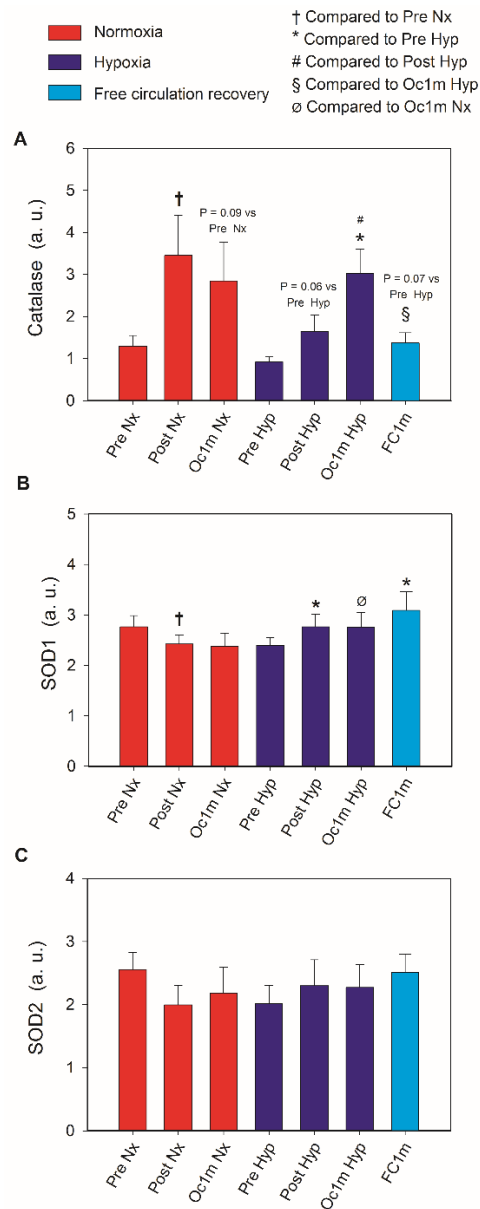 Normoxia
Hypoxia
Free circulation recovery
† Compared to Pre Nx
* Compared to Pre Hyp
# Compared to Post Hyp
§ Compared to Oc1m Hyp
ø Compared to Oc1m Nx
A
Catalase (a. u.)
6
5
4
3
2
1
0
†
P = 0.09 vs
Pre Nx
P = 0.06 vs
Pre Hyp
#
*
P = 0.07 vs
Pre Hyp
§
Pre Nx
Post Nx
Oc1m Nx
Pre Hyp
Post Hyp
Oc1m Hyp
FC1m
B
SOD1 (a. u.)
5
4
3
2
1
0
†
*
ø
*
Pre Nx
Post Nx
Oc1m Nx
Pre Hyp
Post Hyp
Oc1m Hyp
FC1m
C
SOD2 (a. u.)
4
3
2
1
0
Pre Nx
Post Nx
Oc1m Nx
Pre Hyp
Post Hyp
Oc1m Hyp
FC1m